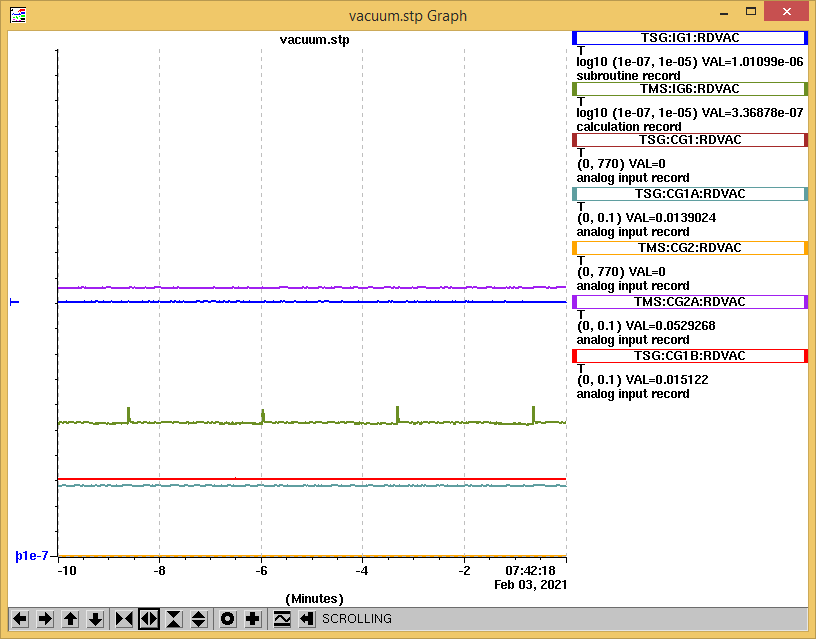 vacuum.stp Graph
vacuum.stp
T
þ1e-7
-10
-8
-6
-4
-2
07:42:18
Feb 03, 2021
(Minutes)
TSG:IG1:RDVAC
T
log10 (1e-07, 1e-05) VAL=1.01099e-06
subroutine record
TMS:IG6:RDVAC
T
log10 (1e-07, 1e-05) VAL=3.36878e-07
calculation record
TSG:CG1:RDVAC
T
(0, 770) VAL=0
analog input record
TSG:CG1A:RDVAC
T
(0, 0.1) VAL=0.0139024
analog input record
TMS:CG2:RDVAC
T
(0, 770) VAL=0
analog input record
TMS:CG2A:RDVAC
T
(0, 0.1) VAL=0.0529268
analog input record
TSG:CG1B:RDVAC
T
(0, 0.1) VAL=0.015122
analog input record
SCROLLING